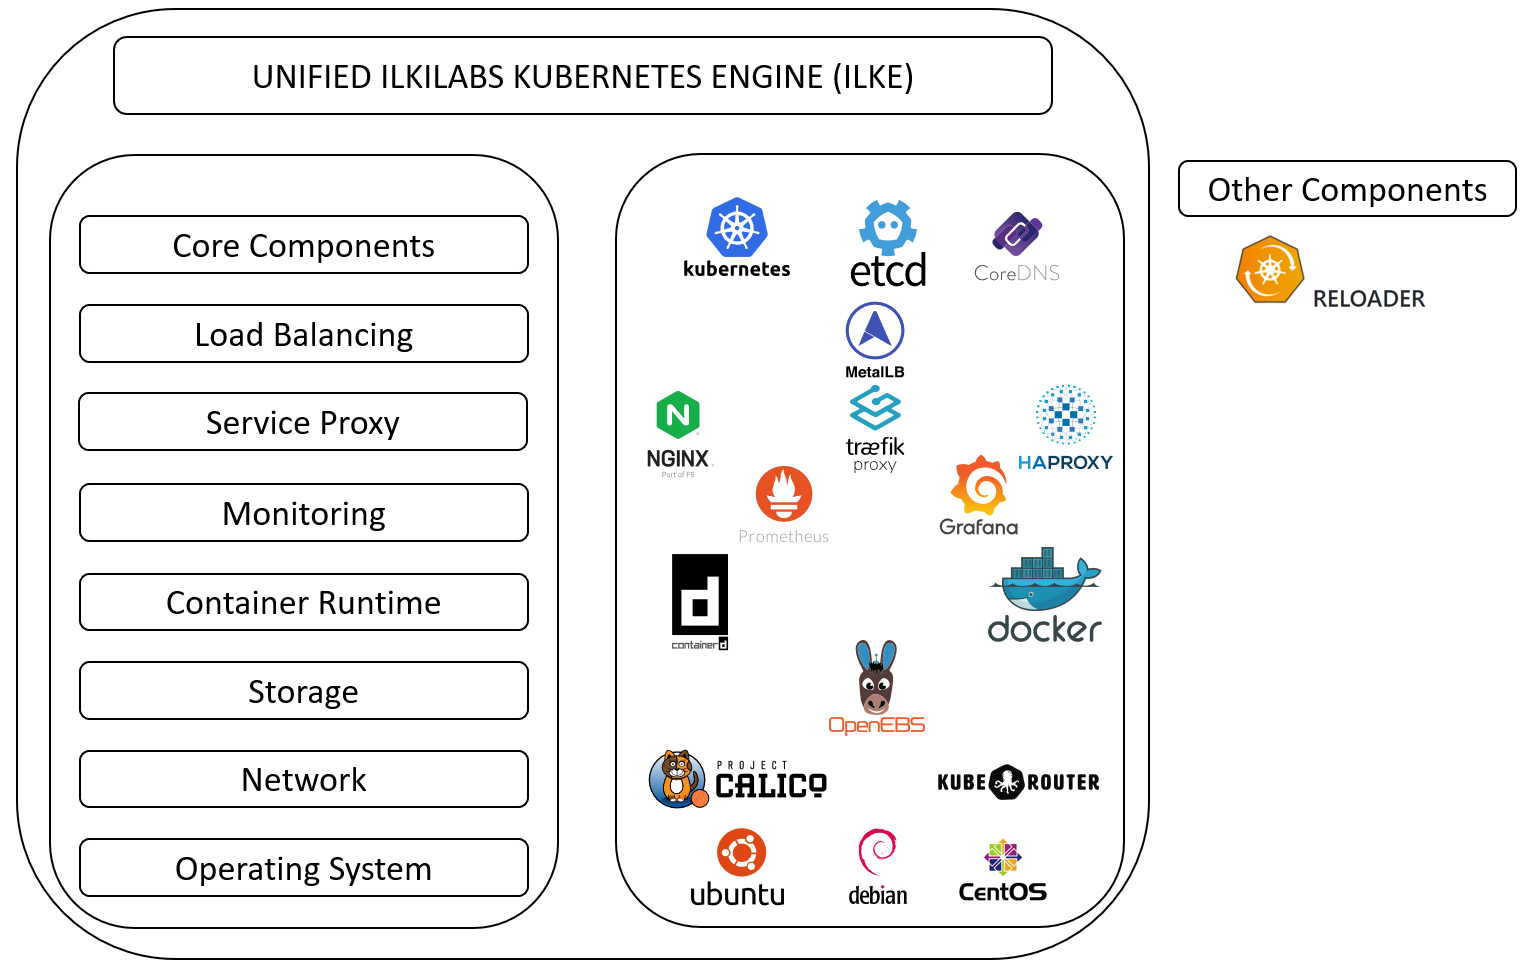 UNIFIED ILKILABS KUBERNETES ENGINE (ILKE)
Core Components
Load Balancing
Service Proxy
Monitoring
Container Runtime
Storage
Network
Operating System
kubernetes
etcd
CoreDNS
MetalLB
NGINX
Part of F5
træfik
proxy
HAPROXY
Prometheus
Grafana
d
containerd
docker
OpenEBS
PROJECT
CALICO
KUBE ROUTER
ubuntu
debian
CentOS
Other Components
RELOADER